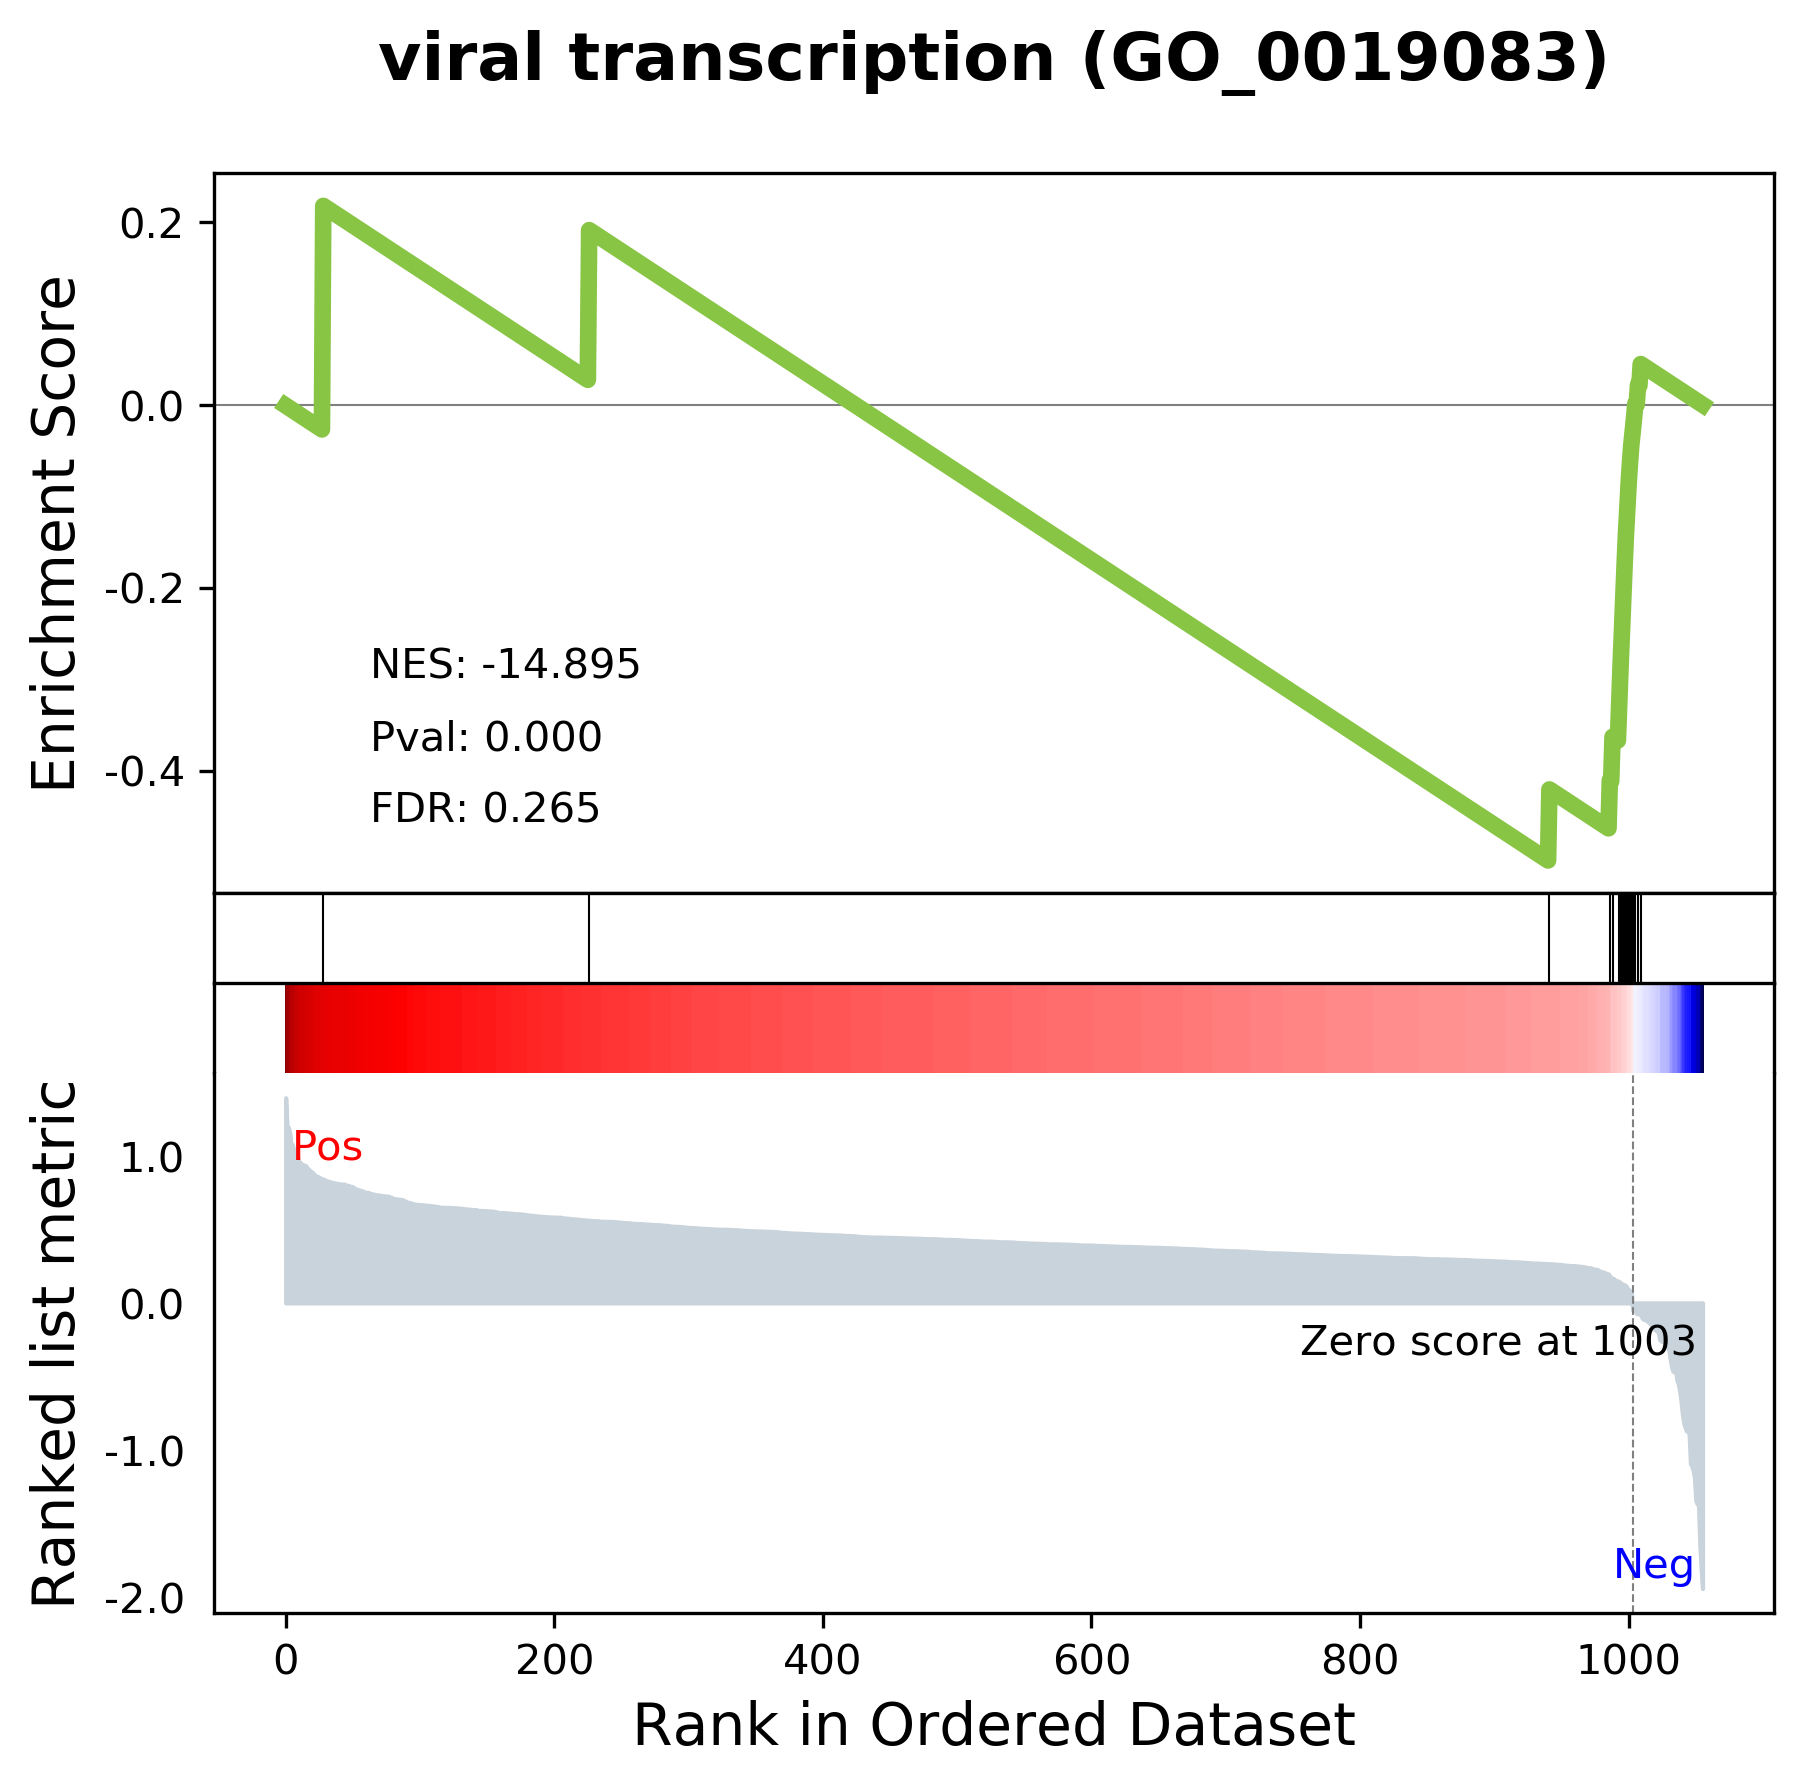 viral transcription (GO_0019083)
Enrichment Score
0.2
0.0
-0.2
-0.4
NES: -14.895
Pval: 0.000
FDR: 0.265
Ranked list metric
1.0
0.0
-1.0
-2.0
Pos
Zero score at 1003
Neg
0 200 400 600 800 1000
Rank in Ordered Dataset